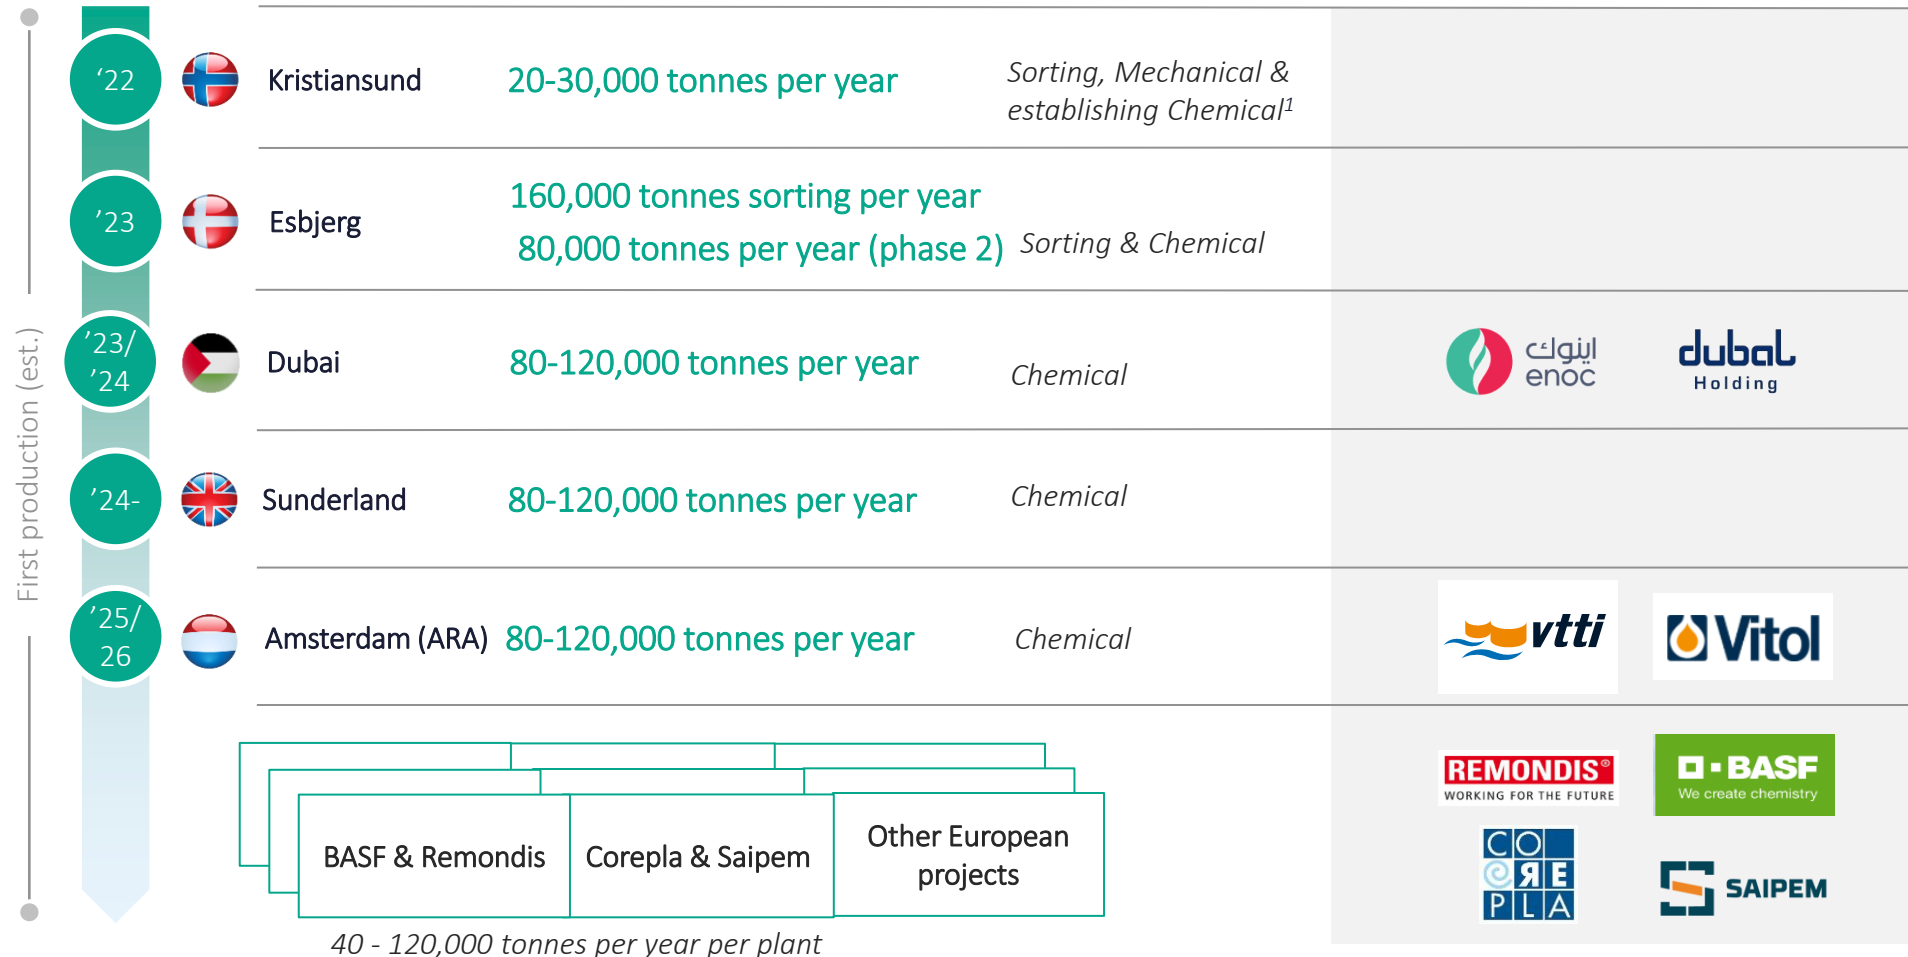 First production (est.)
‘22
Kristiansund
20-30,000 tonnes per year
Sorting, Mechanical &
establishing Chemical¹
’23
Esbjerg
160,000 tonnes sorting per year
80,000 tonnes per year (phase 2)
Sorting & Chemical
’23/
’24
Dubai
80-120,000 tonnes per year
Chemical
اينوك
enoc
dubal
Holding
’24-
Sunderland
80-120,000 tonnes per year
Chemical
’25/
26
Amsterdam (ARA)
80-120,000 tonnes per year
Chemical
vtti
Vitol
BASF & Remondis
Corepla & Saipem
Other European
projects
40 - 120,000 tonnes per year per plant
REMONDIS®
WORKING FOR THE FUTURE
BASF
We create chemistry
CO
REPLA
SAIPEM